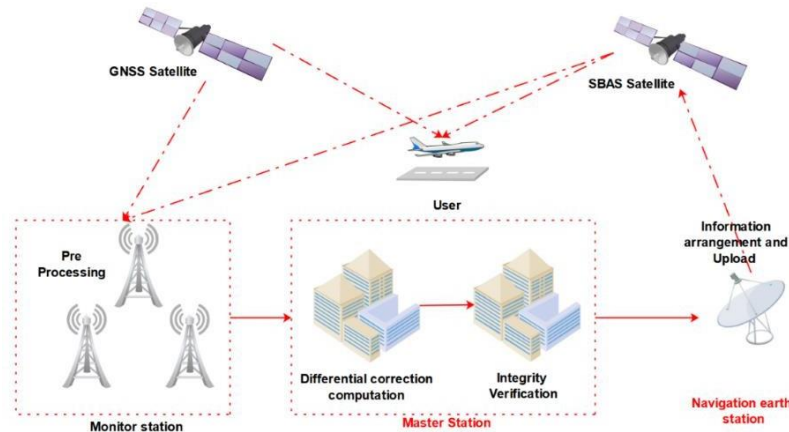 GNSS Satellite
SBAS Satellite
User
Pre
Processing
Information
arrangement and
Upload
Differential correction
computation
Integrity
Verification
Monitor station
Master Station
Navigation earth
station